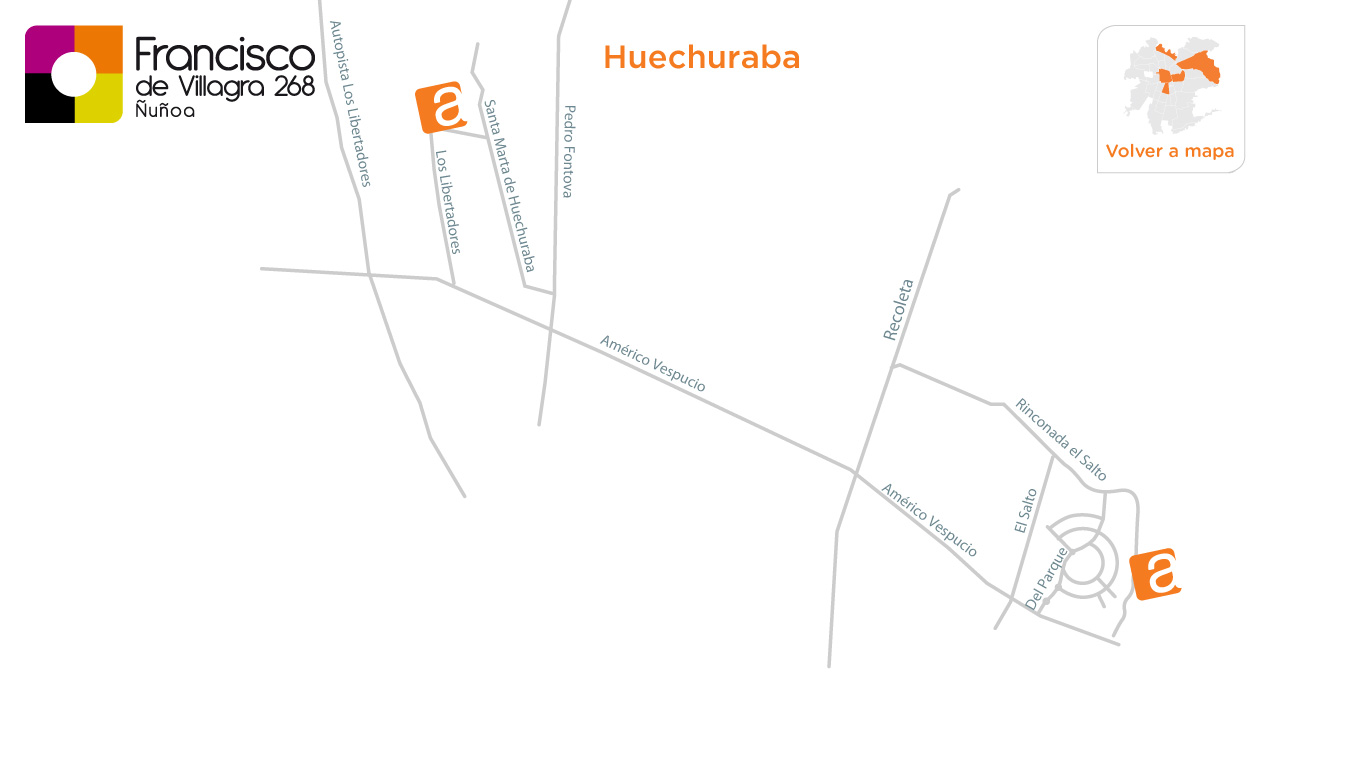 Francisco
de Villagra 268
Ñuñoa
Huechuraba
Volver a mapa
Autopista Los Libertadores
a
Los Libertadores
Santa Marta de Huechuraba
Pedro Fontova
Américo Vespucio
Recoleta
Rinconada el Salto
Américo Vespucio
El Salto
Del Parque
a